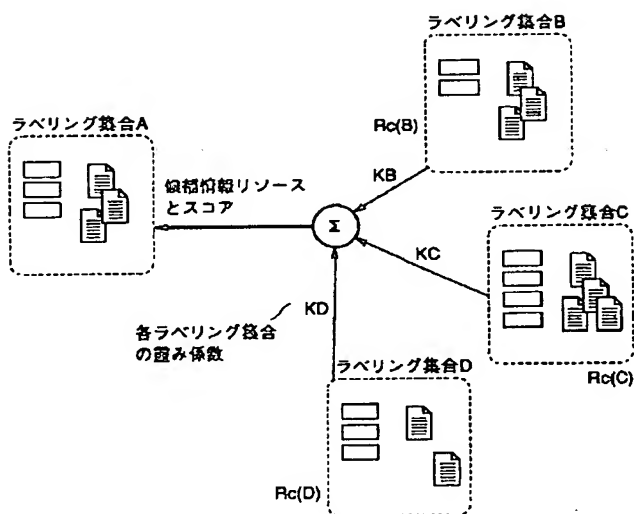 ラベリング集合B
Rc(B)
ラベリング集合A
候補情報リソース
とスコア
KB
Σ
ラベリング集合C
KC
KD
各ラベリング集合
の重み係数
ラベリング集合D
Rc(C)
Rc(D)